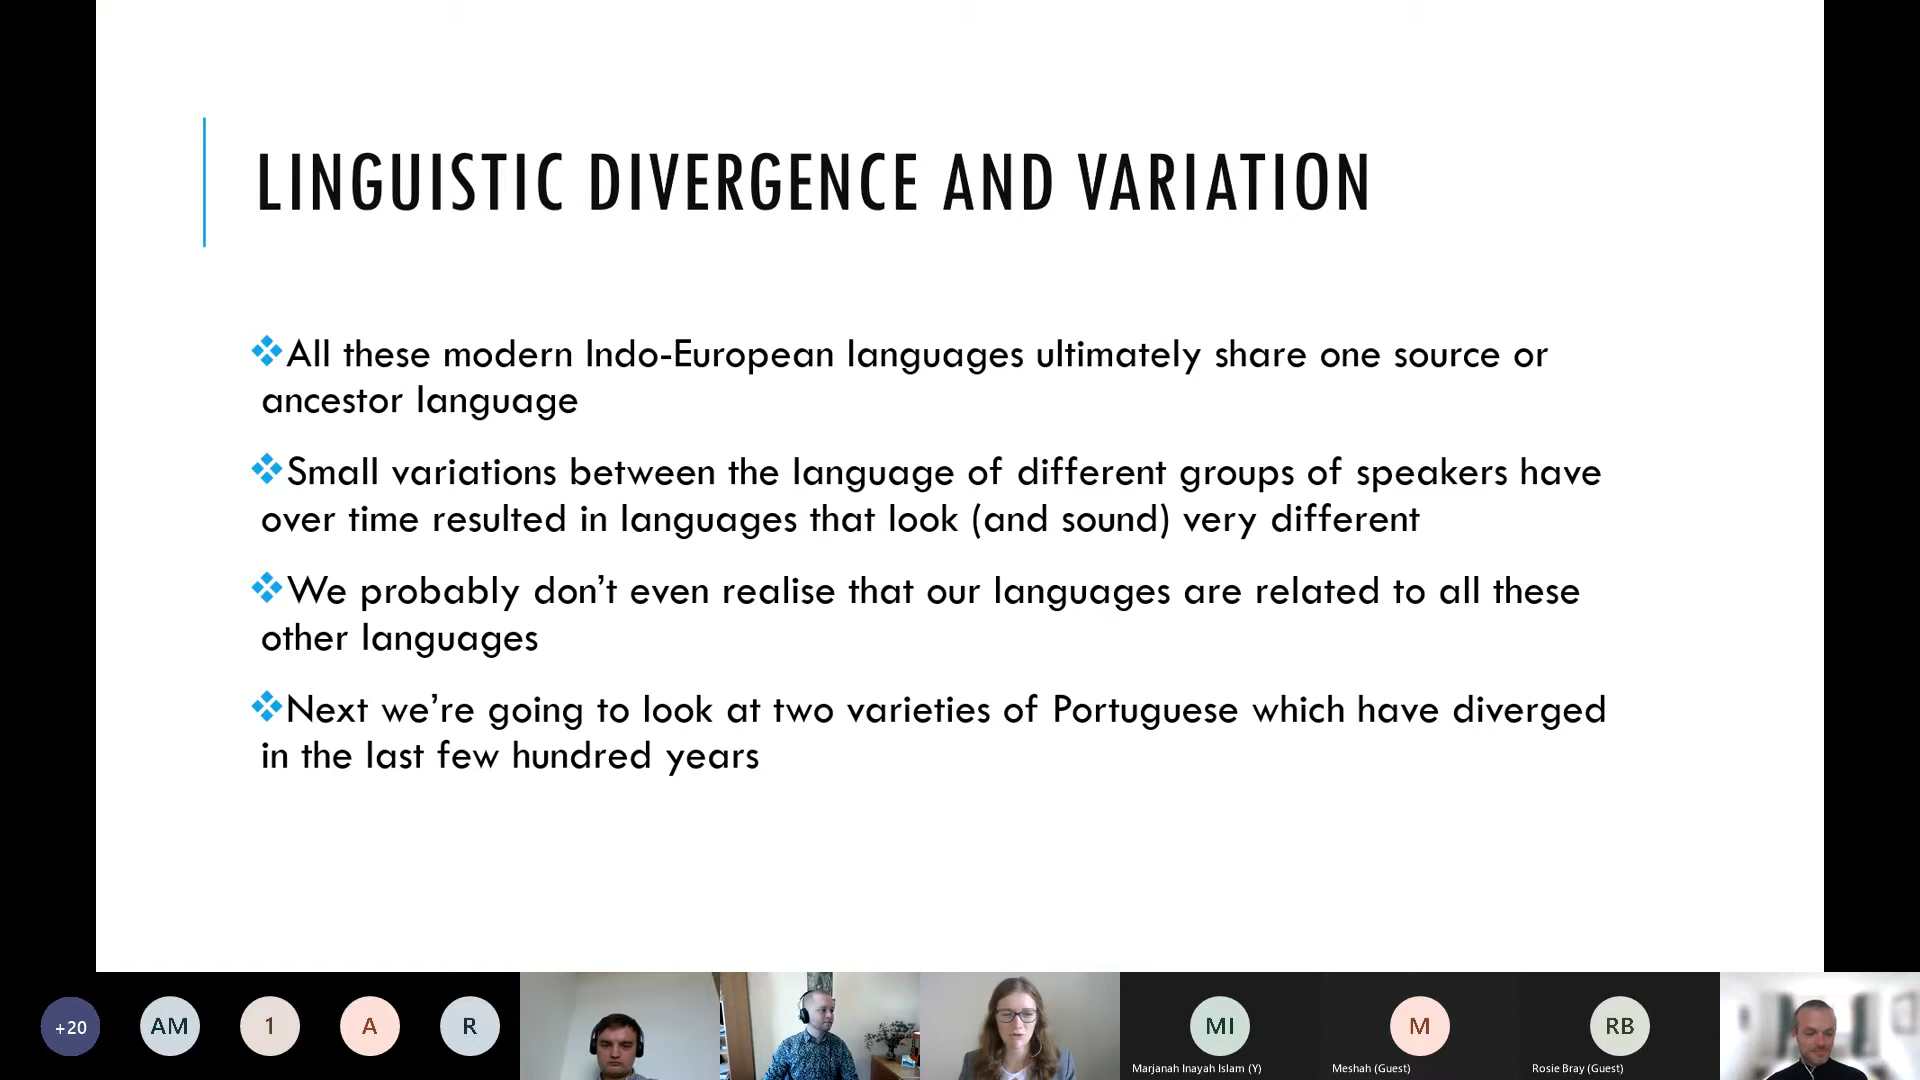 LINGUISTIC DIVERGENCE AND VARIATION
❖All these modern Indo-European languages ultimately share one source or
ancestor language
❖Small variations between the language of different groups of speakers have
over time resulted in languages that look (and sound) very different
❖We probably don’t even realise that our languages are related to all these
other languages
❖Next we’re going to look at two varieties of Portuguese which have diverged
in the last few hundred years
+20
AM
1
A
R
MI
M
RB
Marjanah Inayah Islam (Y)
Meshah (Guest)
Rosie Bray (Guest)